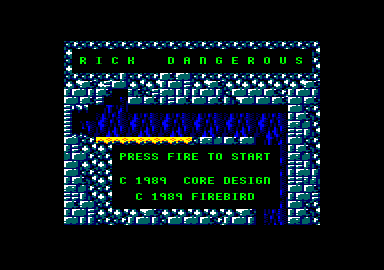 RICK DANGEROUS
PRESS FIRE TO START
C 1989 CORE DESIGN
C 1989 FIREBIRD